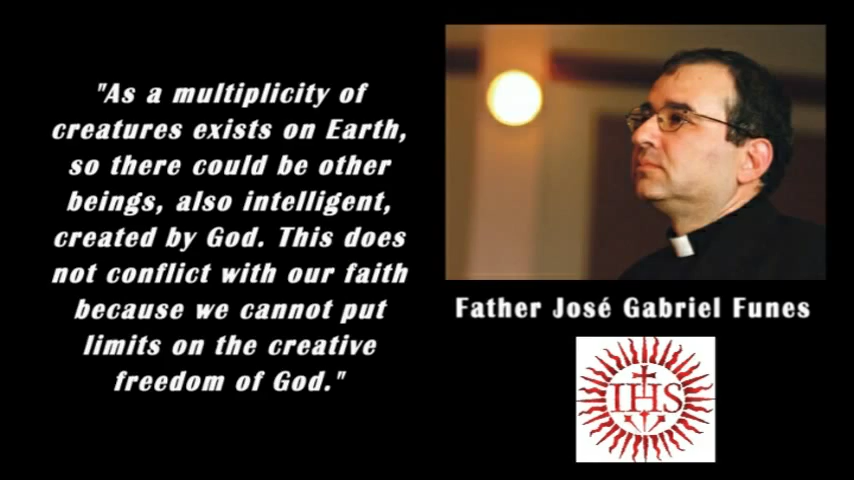 "As a multiplicity of
creatures exists on Earth,
so there could be other
beings, also intelligent,
created by God. This does
not conflict with our faith
because we cannot put
limits on the creative
freedom of God."
Father José Gabriel Funes
IHS